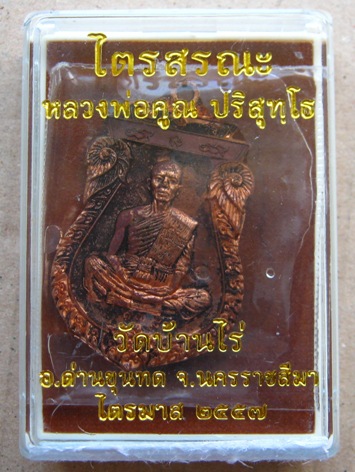 ไตรสรณะ
หลวงพ่อคูณ ปริสุทฺโธ
วัดบ้านไร่
อ.ด่านขุนทด จ.นครราชสีมา
ไตรมาส ๒๕๕๗